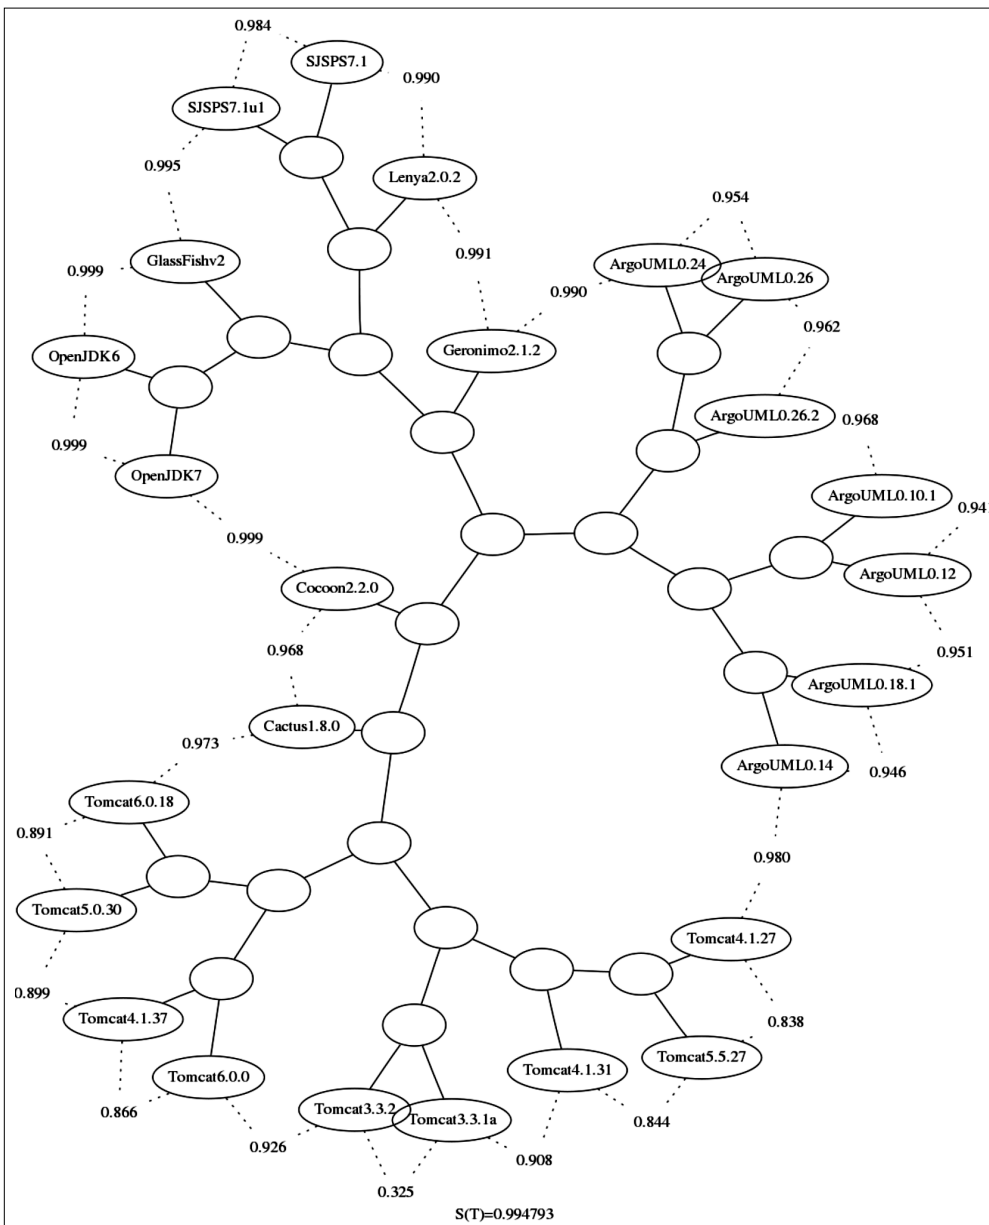 0.984
SJSPS7.1
0.990
SJSPS7.1u1
0.995
Lenya2.0.2
0.954
0.991
GlassFishv2
ArgoUML0.24
0.999
ArgoUML0.26
0.990
0.962
OpenJDK6
Geronimo2.1.2
ArgoUML0.26.2
0.968
0.999
OpenJDK7
ArgoUML0.10.1
0.941
0.999
ArgoUML0.12
Cocoon2.2.0
0.968
0.951
ArgoUML0.18.1
Cactus1.8.0
0.973
ArgoUML0.14
0.946
Tomcat6.0.18
0.891
0.980
Tomcat5.0.30
Tomcat4.1.27
0.899
Tomcat4.1.37
0.838
Tomcat5.5.27
Tomcat4.1.31
Tomcat6.0.0
0.866
Tomcat3.3.2
Tomcat3.3.1a
0.844
0.926
0.908
0.325
S(T)=0.994793